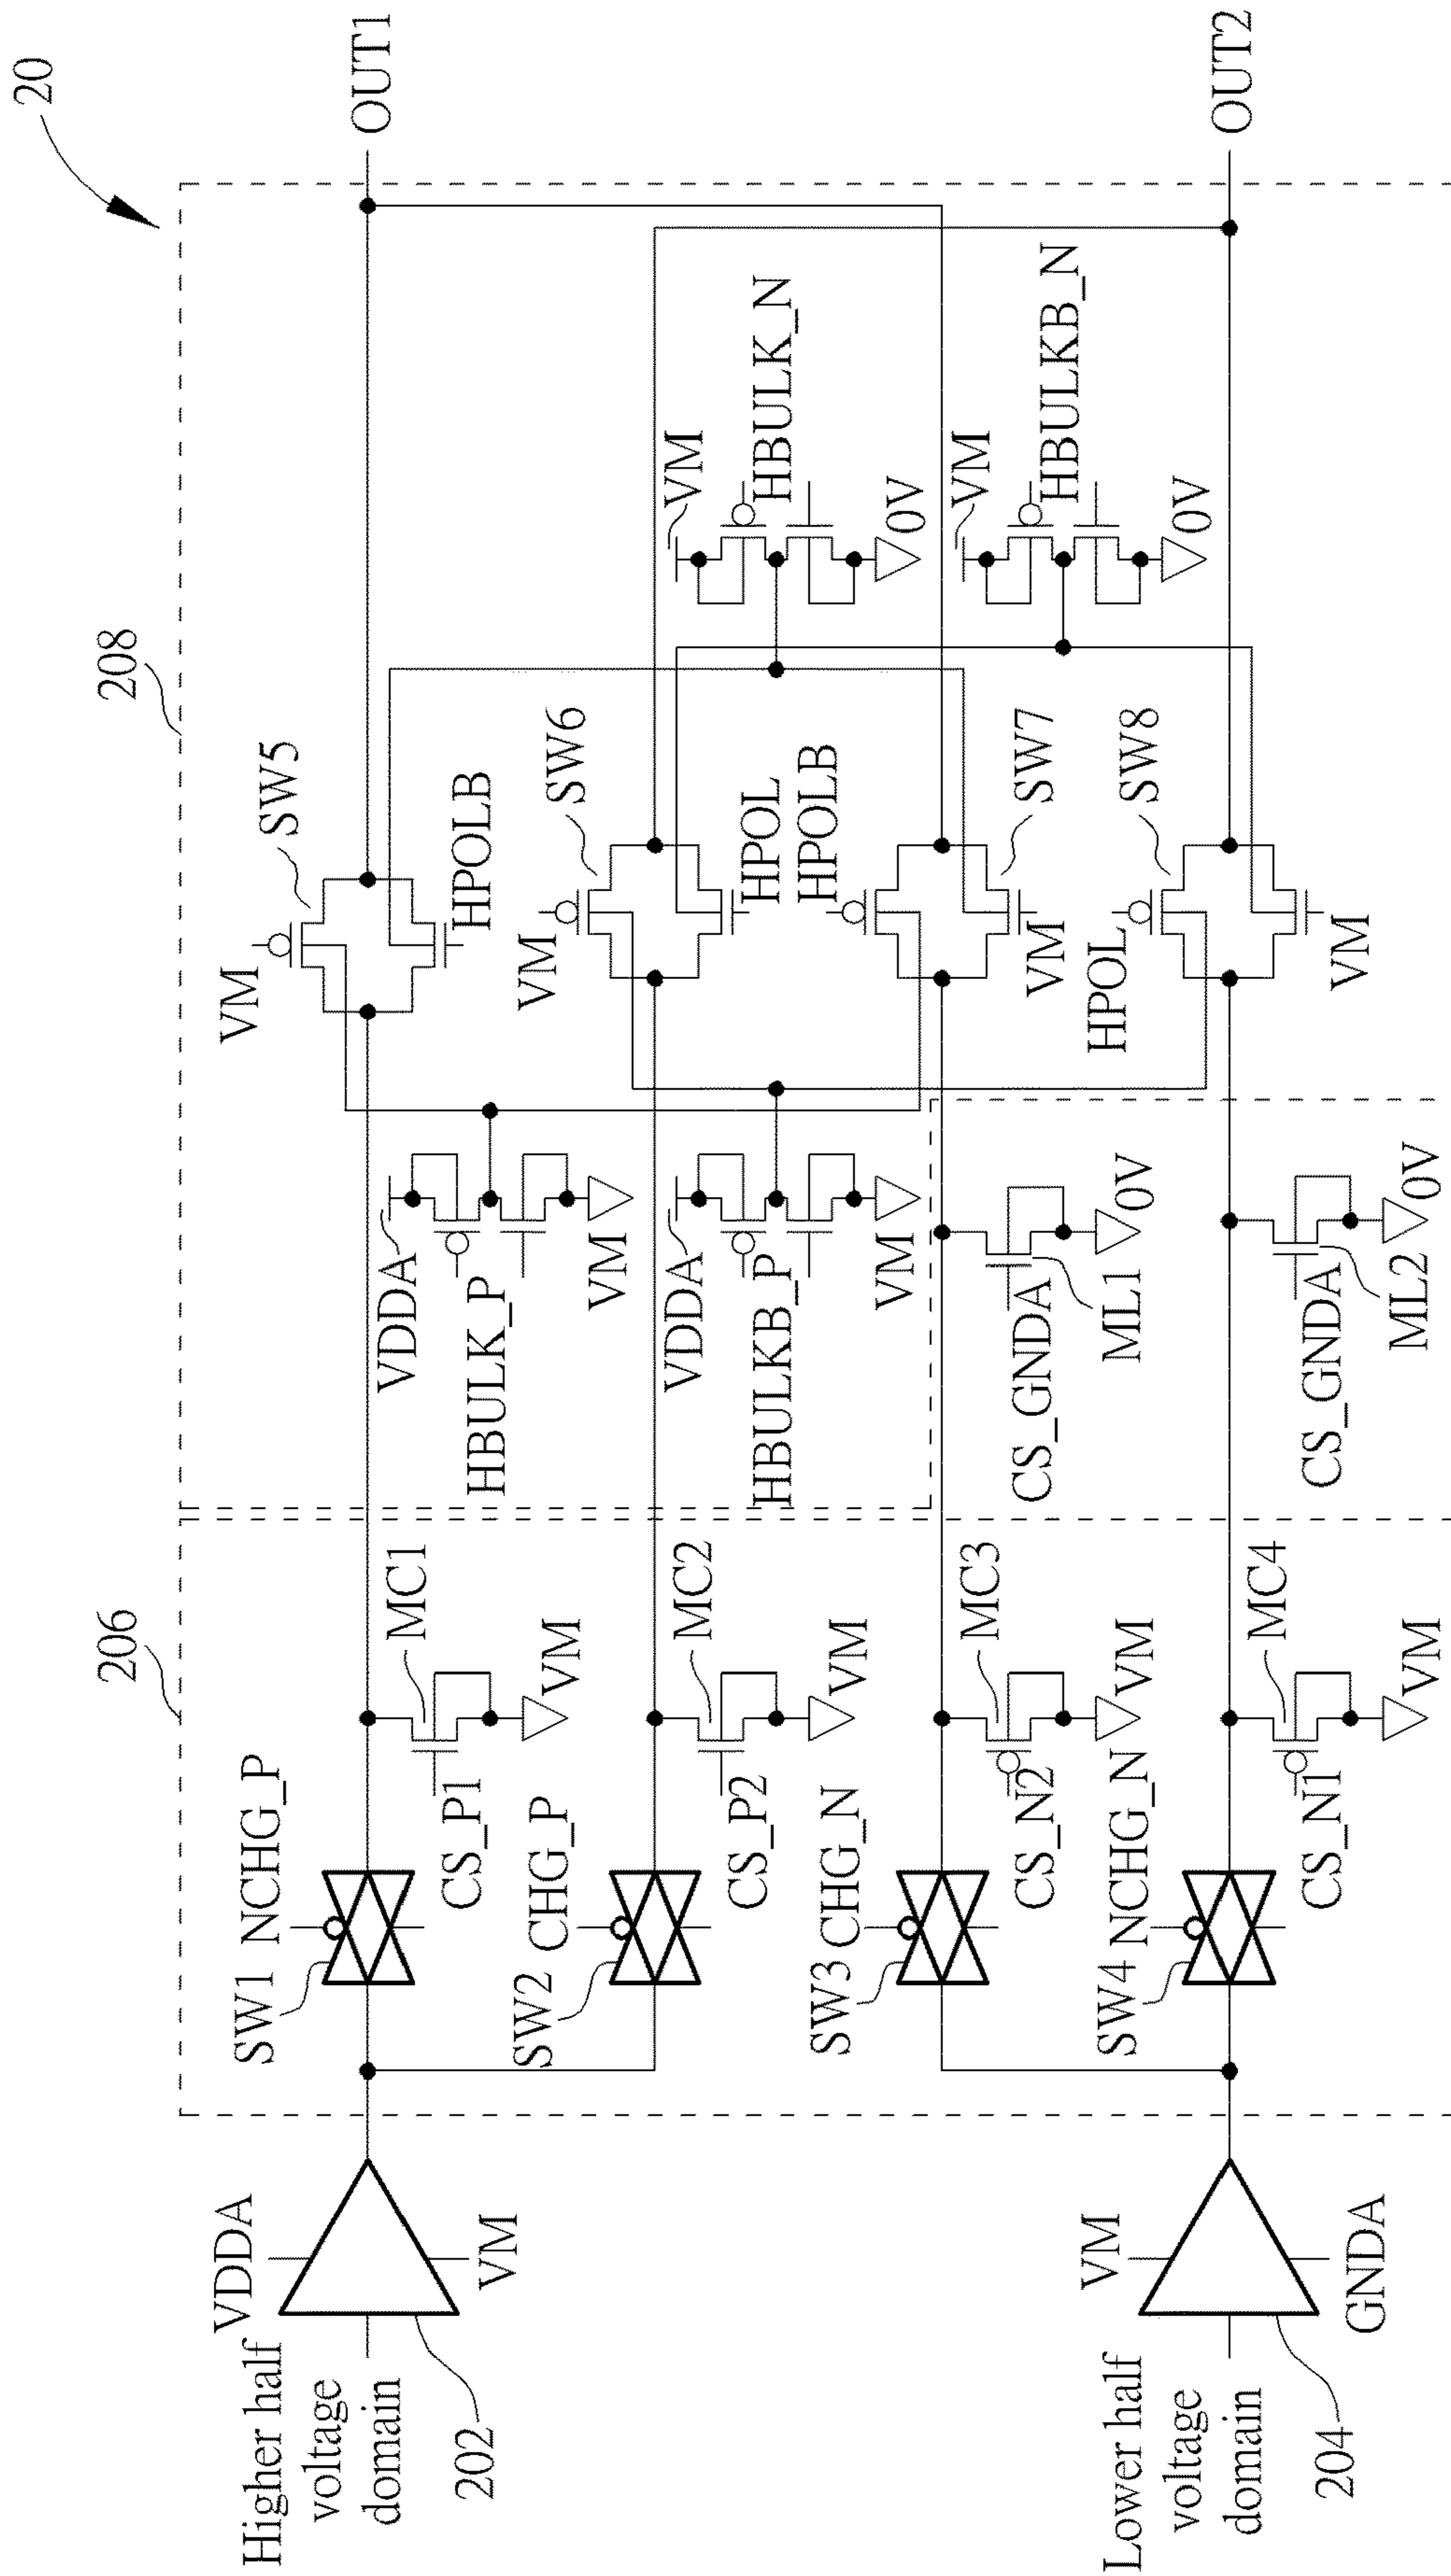 20
208
206
VDDA
Higher half
voltage
domain
VM
202
SW1
NCHG_P
CS_P1
MC1
VM
SW2
CHG_P
CS_P2
MC2
VM
VDDA
HBULK_P
VM
VDDA
HBULKB_P
VM
VM
SW5
HPOLB
VM
SW6
HPOL
OUT1
VM
HBULK_N
0V
VM
HBULKB_N
0V
VM
Lower half
voltage
domain
GNDA
204
SW3
CHG_N
CS_N2
MC3
VM
SW4
NCHG_N
CS_N1
MC4
VM
CS_GNDA
ML1
0V
CS_GNDA
ML2
0V
HPOLB
SW7
VM
HPOL
SW8
VM
OUT2